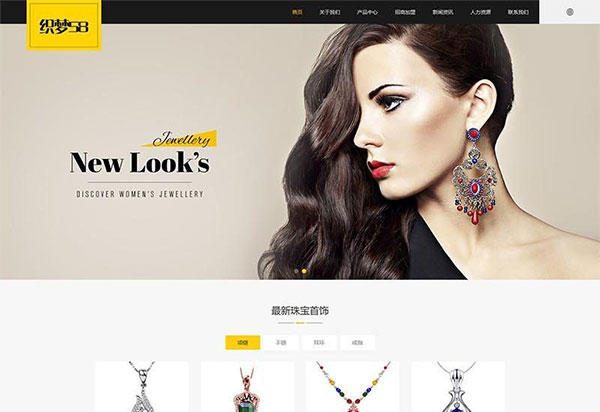 织梦58
首页 关于我们 产品中心 招商加盟 新闻资讯 人力资源 联系我们
Jewellery
New Look's
DISCOVER WOMEN'S JEWELLERY
最新珠宝首饰
项链 手链 耳环 戒指